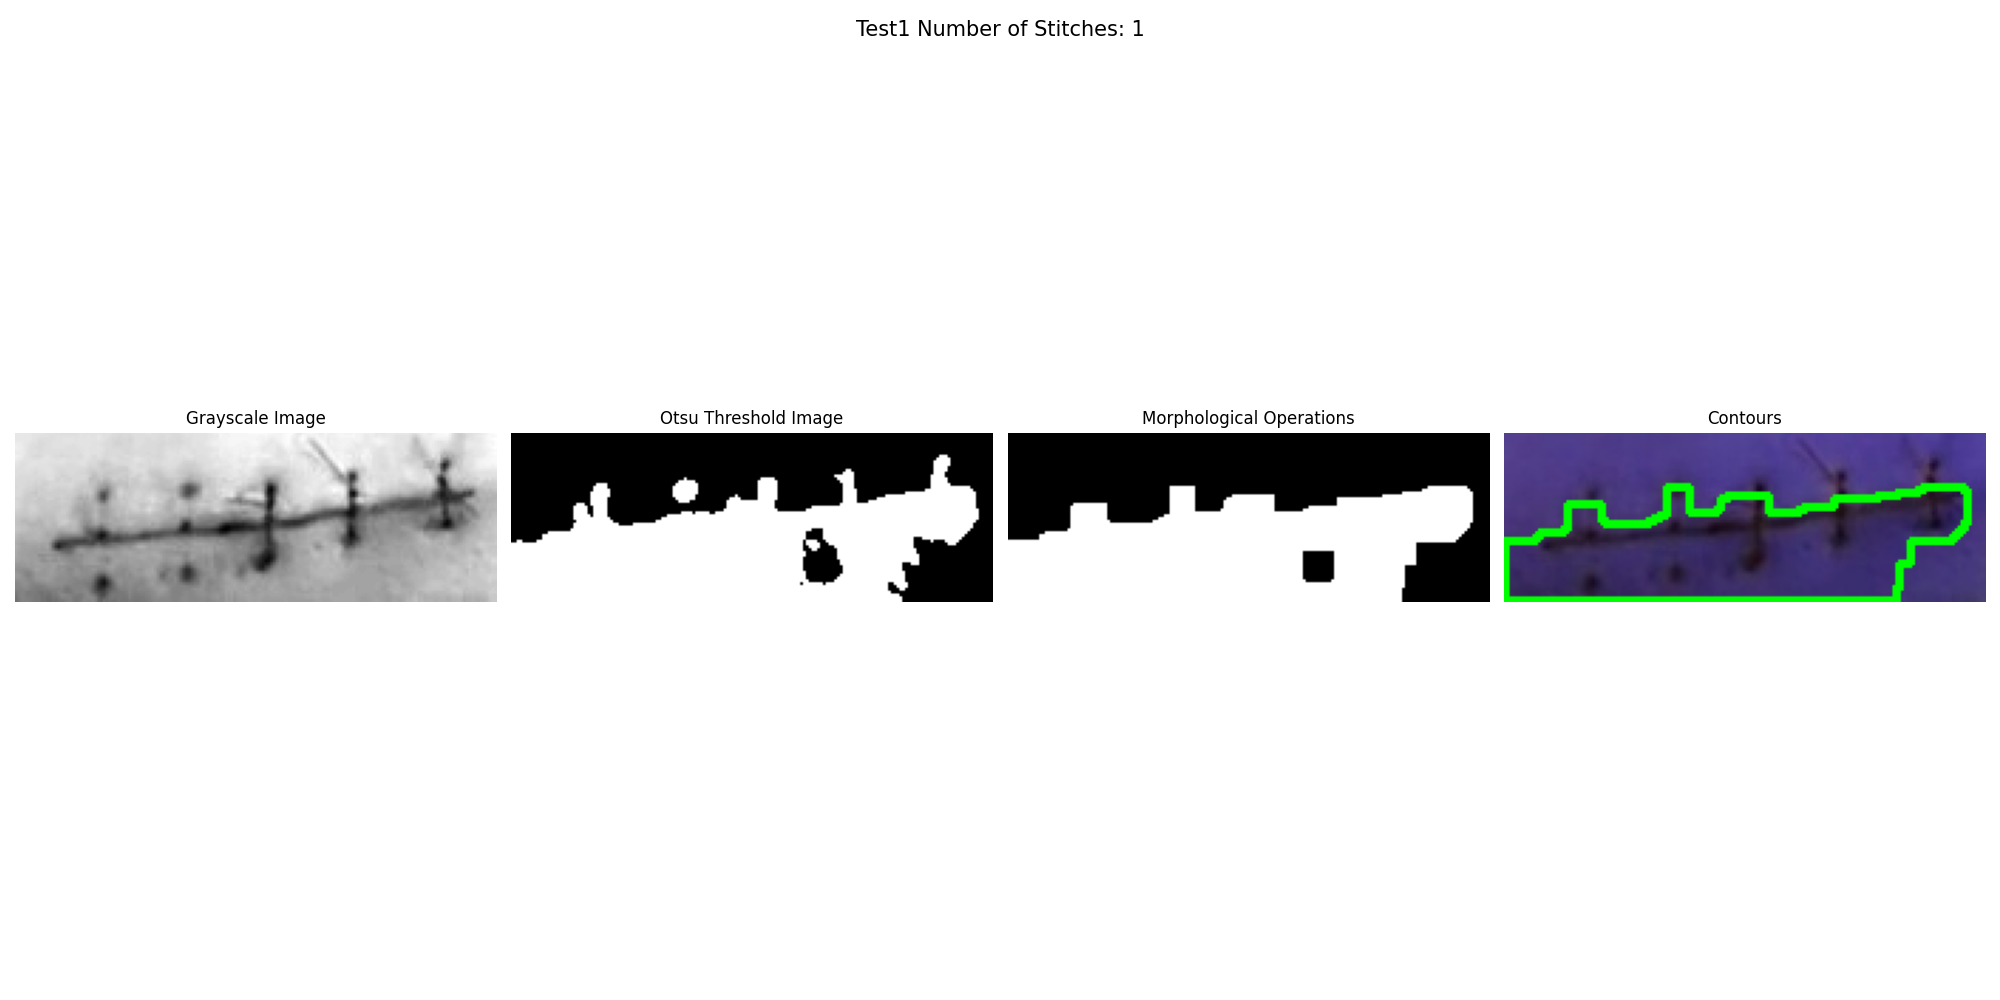 Test1 Number of Stitches: 1
Grayscale Image
Otsu Threshold Image
Morphological Operations
Contours